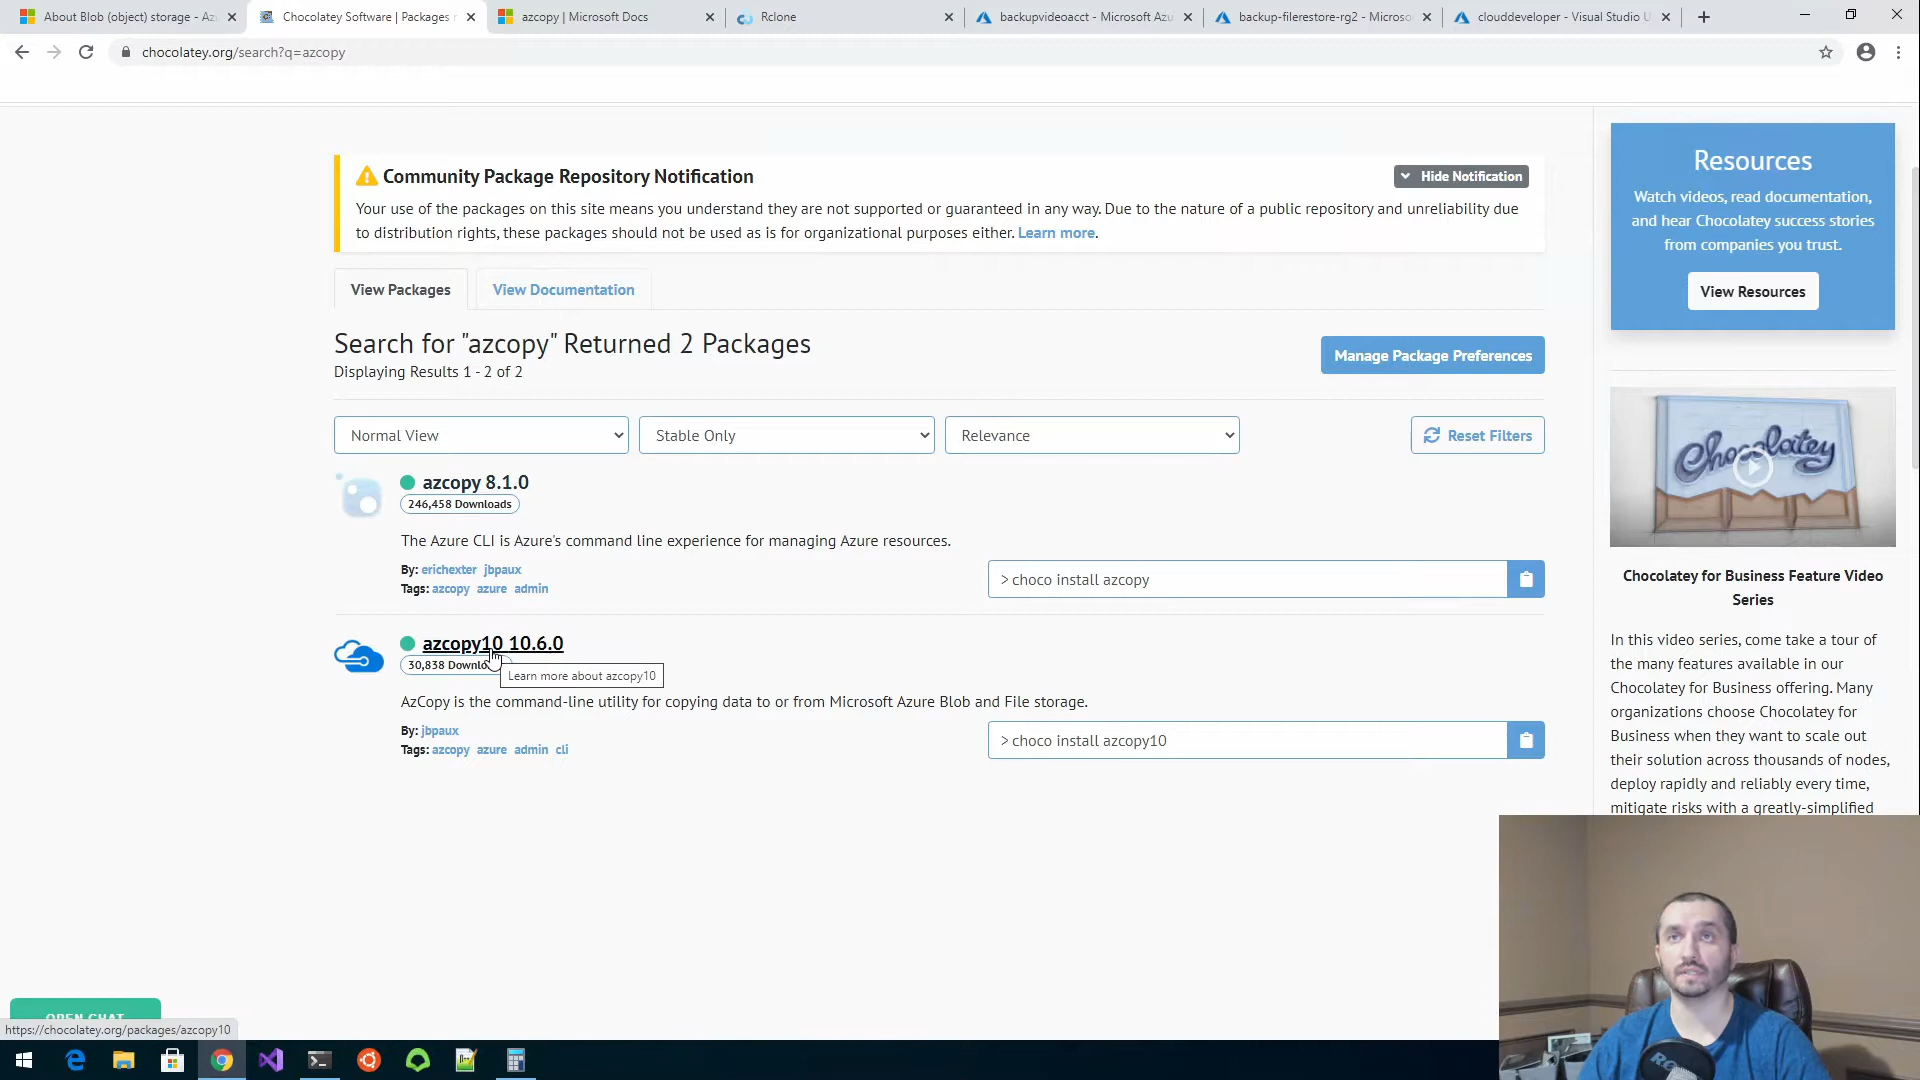 About Blob (object) storage - Az
Chocolatey Software | Packages
azcopy | Microsoft Docs
Rclone
backupvideoacct - Microsoft Azu
backup-filerestore-rg2 - Microso
clouddeveloper - Visual Studio U
chocolatey.org/search?q=azcopy
Community Package Repository Notification
Hide Notification
Your use of the packages on this site means you understand they are not supported or guaranteed in any way. Due to the nature of a public repository and unreliability due
to distribution rights, these packages should not be used as is for organizational purposes either. Learn more.
View Packages
View Documentation
Search for "azcopy" Returned 2 Packages
Displaying Results 1 - 2 of 2
Manage Package Preferences
Normal View
Stable Only
Relevance
Reset Filters
azcopy 8.1.0
246,458 Downloads
The Azure CLI is Azure's command line experience for managing Azure resources.
By: erichexter jbpaux
Tags: azcopy azure admin
> choco install azcopy
azcopy10 10.6.0
30,838 Downlo
Learn more about azcopy10
AzCopy is the command-line utility for copying data to or from Microsoft Azure Blob and File storage.
By: jbpaux
Tags: azcopy azure admin cli
> choco install azcopy10
Resources
Watch videos, read documentation,
and hear Chocolatey success stories
from companies you trust.
View Resources
Chocolatey
Chocolatey for Business Feature Video
Series
In this video series, come take a tour of
the many features available in our
Chocolatey for Business offering. Many
organizations choose Chocolatey for
Business when they want to scale out
their solution across thousands of nodes,
deploy rapidly and reliably every time,
mitigate risks with a greatly-simplified
OPEN CHAT
https://chocolatey.org/packages/azcopy10